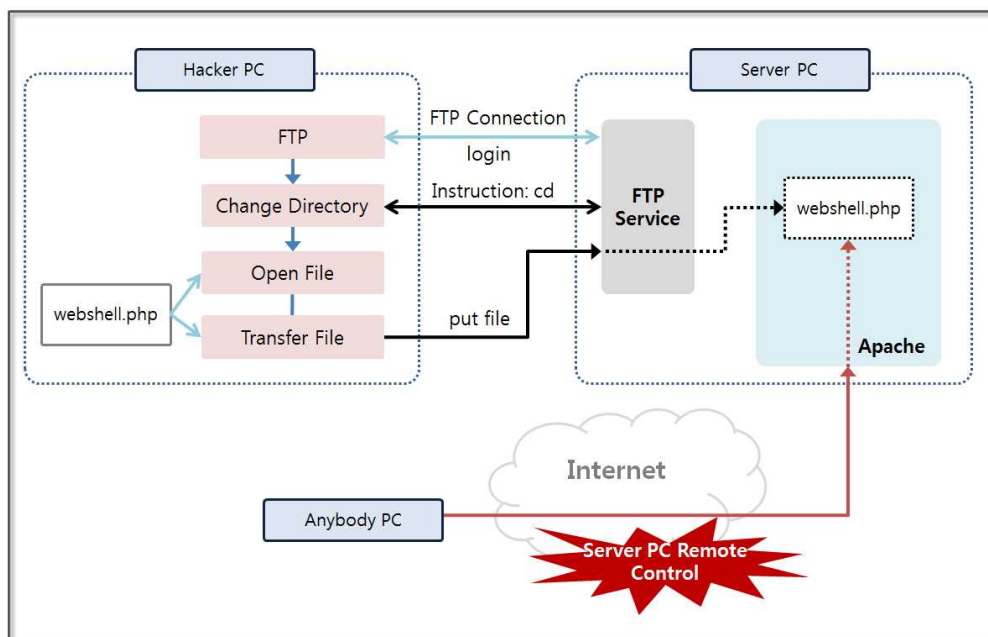 Hacker PC
Server PC
FTP
FTP Connection
login
Change Directory
Instruction: cd
FTP
Service
webshell.php
Open File
webshell.php
Transfer File
put file
Apache
Internet
Anybody PC
Server PC Remote
Control